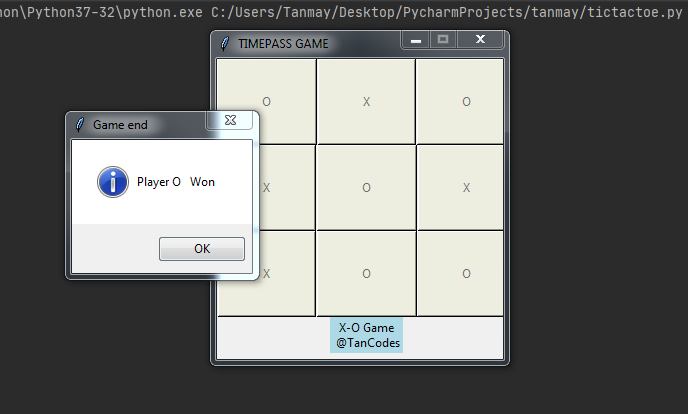 hon\Python37-32\python.exe C:/Users/Tanmay/Desktop/PycharmProjects/tanmay/tictactoe.py
TIMEPASS GAME
O X O
Game end
Player O Won
X O X
OK
X O O
X-O Game
@TanCodes